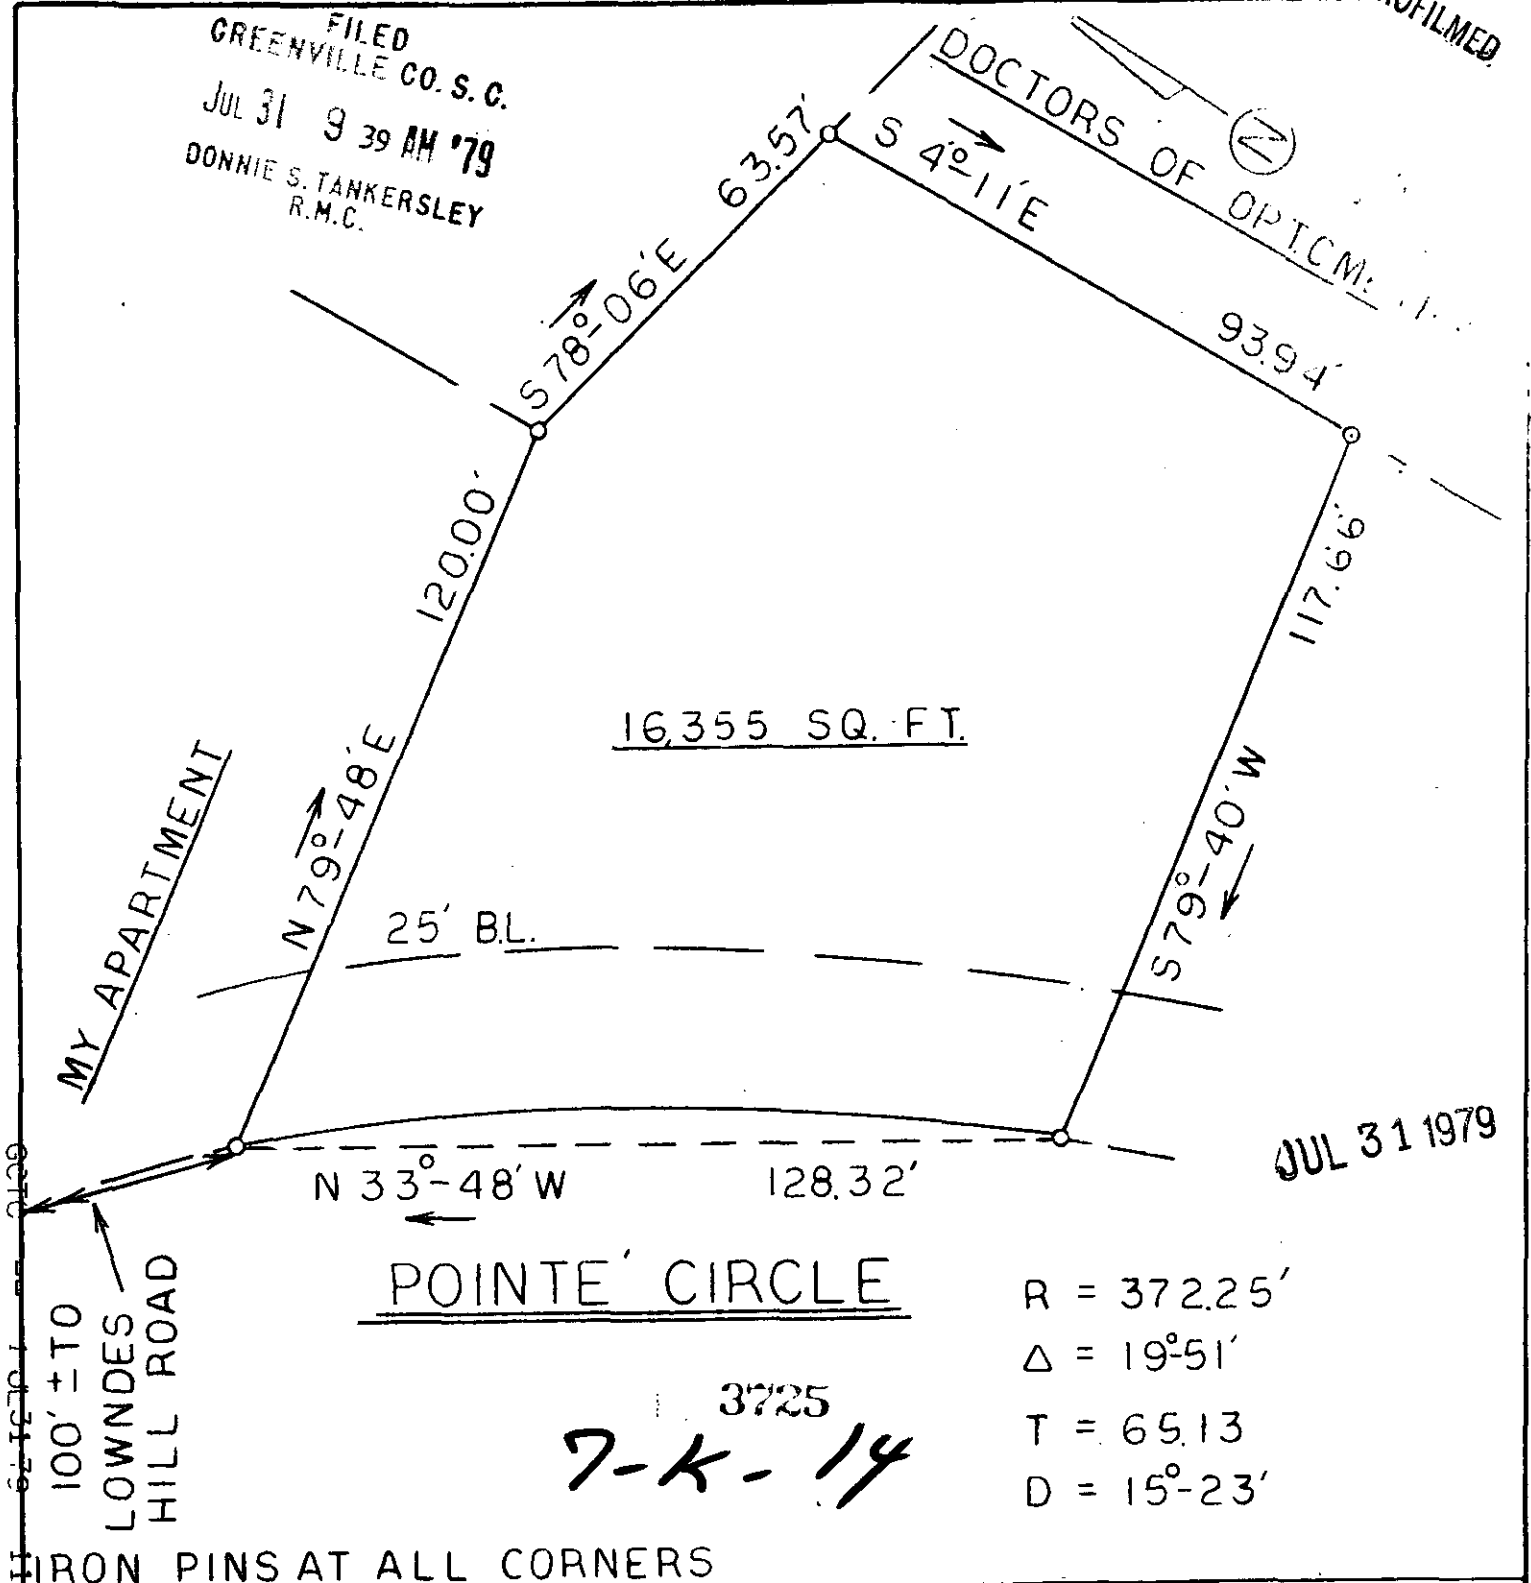 FILED
GREENVILLE CO. S. C.
JUL 31 9 39 AM '79
DONNIE S. TANKERSLEY
R.M.C.
DOCTORS OF
N
S 78°-06'E 63.57'
S 4°-11'E 93.94'
N 79°-48'E 120.00'
S 79°-40'W 117.66'
16,355 SQ. FT.
MY APARTMENT
25' B.L.
N 33°-48'W 128.32'
JUL 31 1979
POINTE' CIRCLE
100' ± TO
LOWNDES
HILL ROAD
R = 372.25'
Δ = 19°-51'
T = 65.13
D = 15°-23'
3725
7-K-14
IRON PINS AT ALL CORNERS